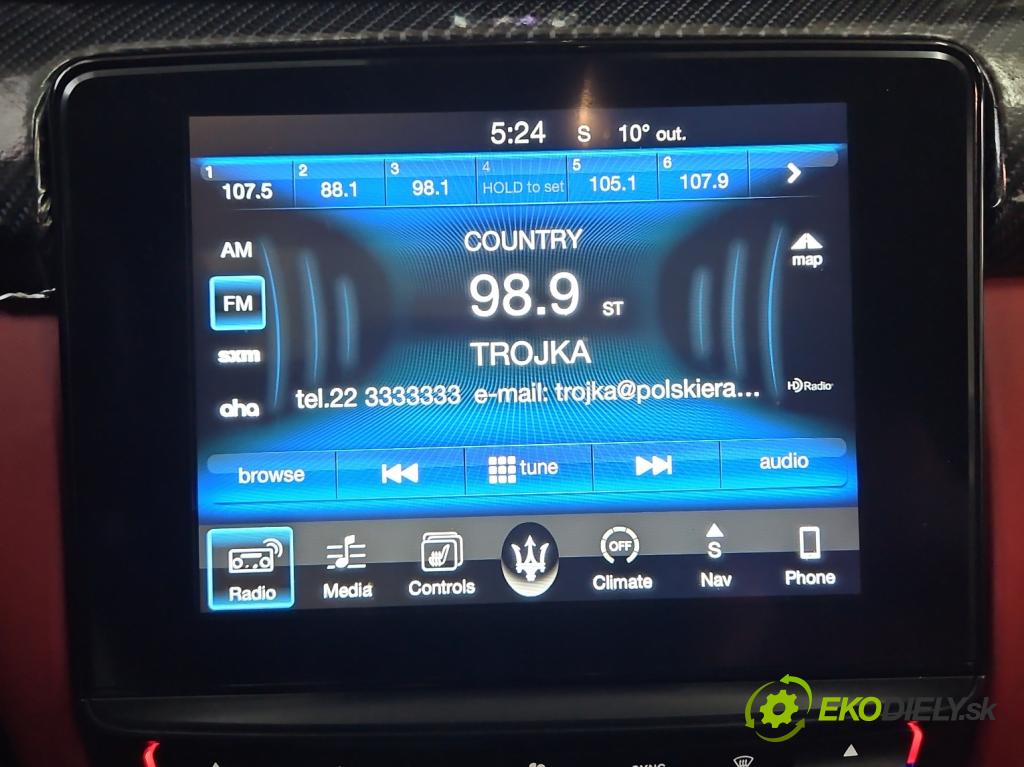 5:24 S 10° out.
1 107.5 2 88.1 3 98.1 4 HOLD to set 5 105.1 6 107.9
AM
FM
sxm
aha
COUNTRY
98.9 ST
TROJKA
tel.22 3333333 e-mail: trojka@polskiera...
map
HD Radio
browse tune audio
Radio Media Controls OFF Climate S Nav Phone
EKODIELY.sk
SYNC